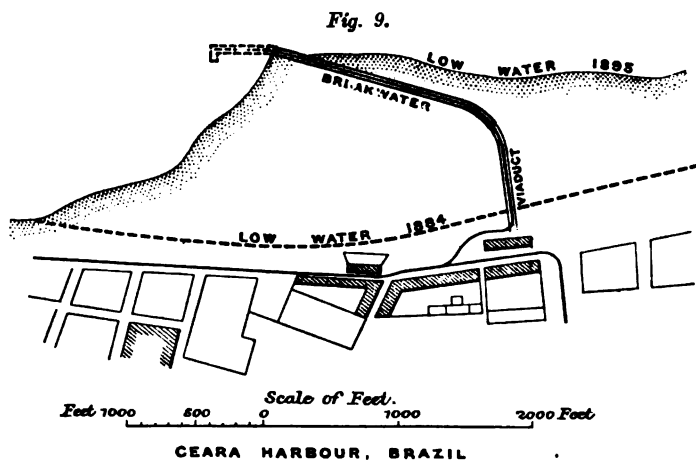 Fig. 9.
LOW WATER 1895
BREAKWATER
VIADUCT
LOW WATER 1884
Scale of Feet.
Feet 1000 500 0 1000 2000 Feet
CEARA HARBOUR, BRAZIL